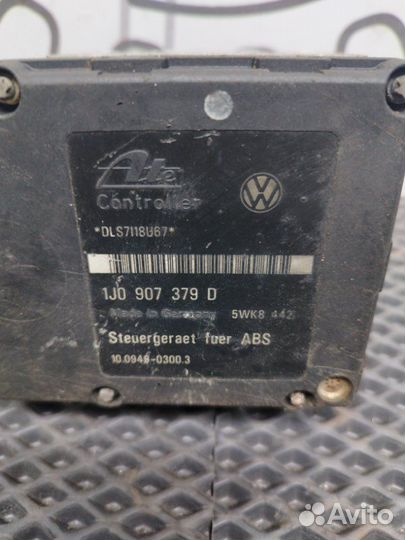 Ate
Controller
*DLS7118U67*
1J0 907 379 D
Made in Germany 5WK8 442
Steuergeraet fuer ABS
10.0946-0300.3
Avito